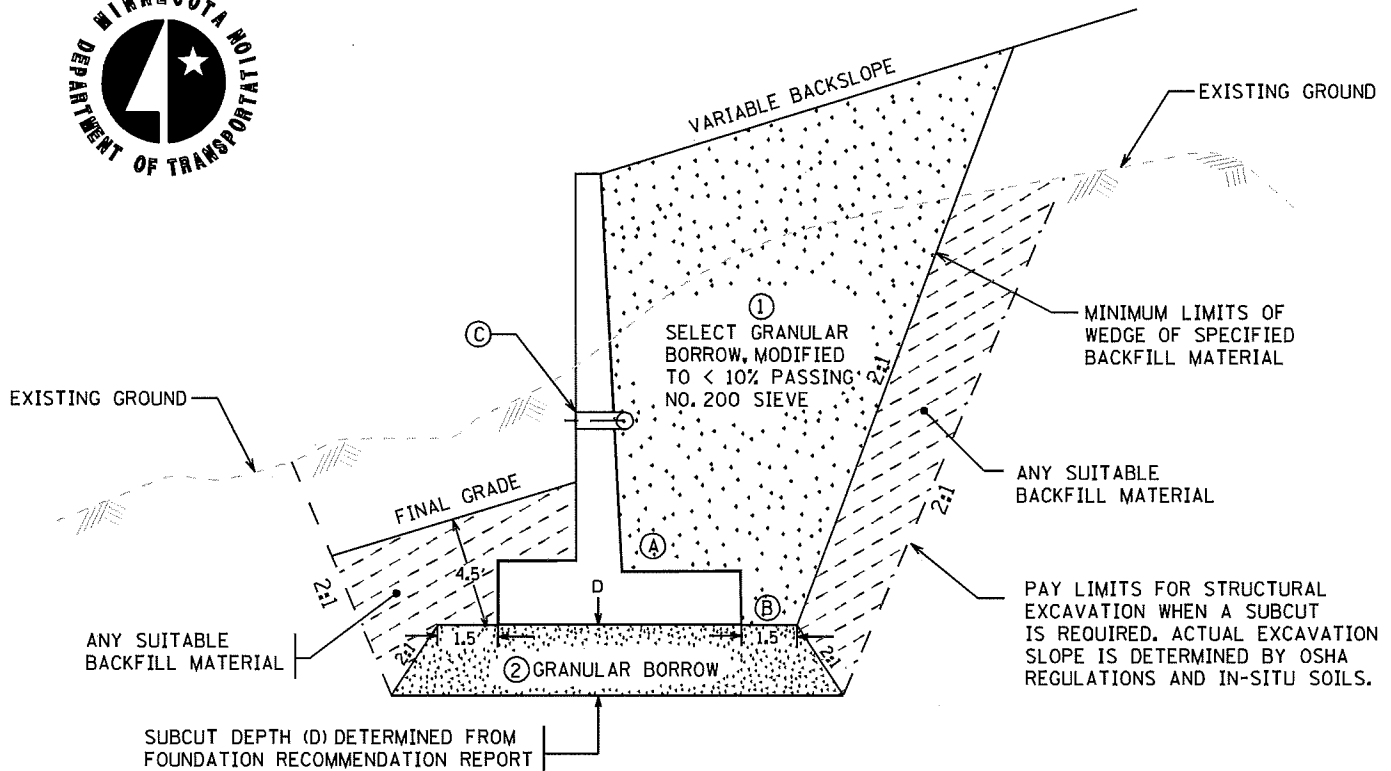 MINNESOTA
DEPARTMENT OF TRANSPORTATION
VARIABLE BACKSLOPE
EXISTING GROUND
①
SELECT GRANULAR
BORROW, MODIFIED
TO < 10% PASSING
NO. 200 SIEVE
2:1
MINIMUM LIMITS OF
WEDGE OF SPECIFIED
BACKFILL MATERIAL
Ⓒ
EXISTING GROUND
ANY SUITABLE
BACKFILL MATERIAL
2:1
FINAL GRADE
4.5'
2:1
Ⓐ
D
Ⓑ
PAY LIMITS FOR STRUCTURAL
EXCAVATION WHEN A SUBCUT
IS REQUIRED. ACTUAL EXCAVATION
SLOPE IS DETERMINED BY OSHA
REGULATIONS AND IN-SITU SOILS.
ANY SUITABLE
BACKFILL MATERIAL
1.5'
1.5'
2:1
② GRANULAR BORROW
2:1
SUBCUT DEPTH (D) DETERMINED FROM
FOUNDATION RECOMMENDATION REPORT